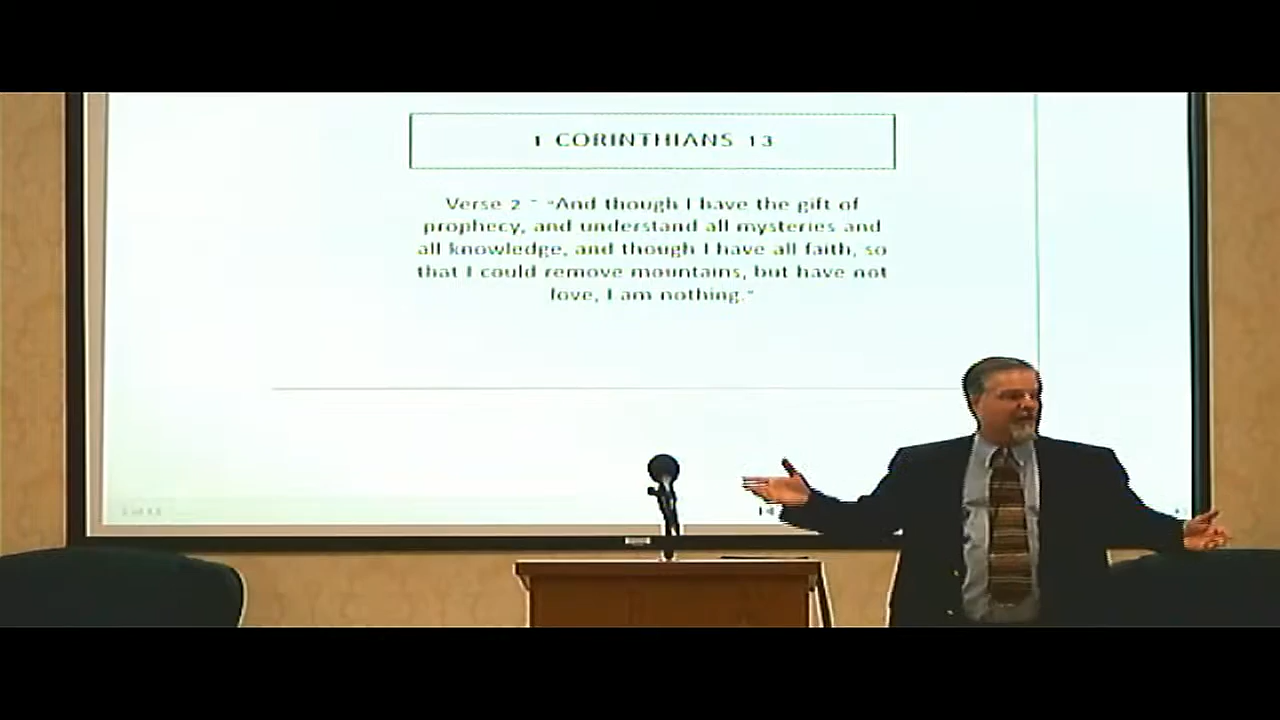 1 CORINTHIANS 13
Verse 2 – "And though I have the gift of
prophecy, and understand all mysteries and
all knowledge, and though I have all faith, so
that I could remove mountains, but have not
love, I am nothing."